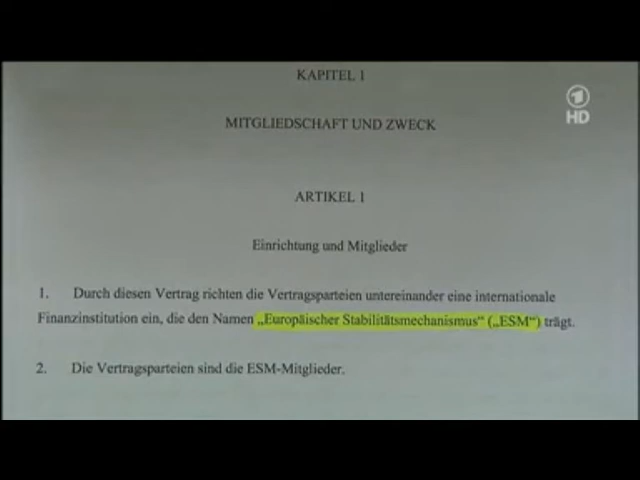 KAPITEL 1
HD
MITGLIEDSCHAFT UND ZWECK
ARTIKEL 1
Einrichtung und Mitglieder
1. Durch diesen Vertrag richten die Vertragsparteien untereinander eine internationale
Finanzinstitution ein, die den Namen „Europäischer Stabilitätsmechanismus“ („ESM“) trägt.
2. Die Vertragsparteien sind die ESM-Mitglieder.